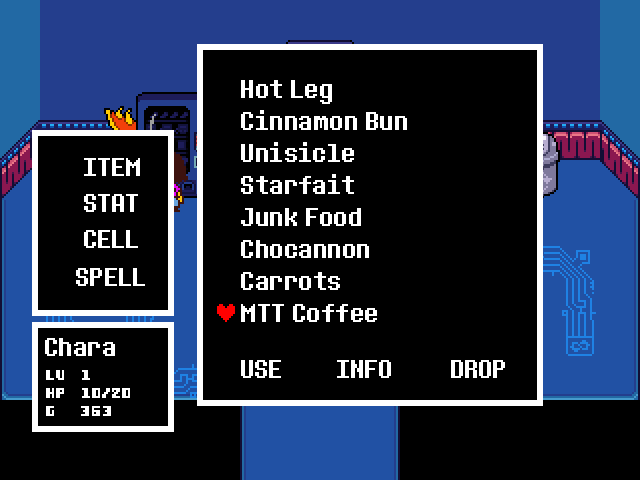 ITEM
STAT
CELL
SPELL
Chara
LV 1
HP 10/20
G 363
Hot Leg
Cinnamon Bun
Unisicle
Starfait
Junk Food
Chocannon
Carrots
MTT Coffee
USE INFO DROP